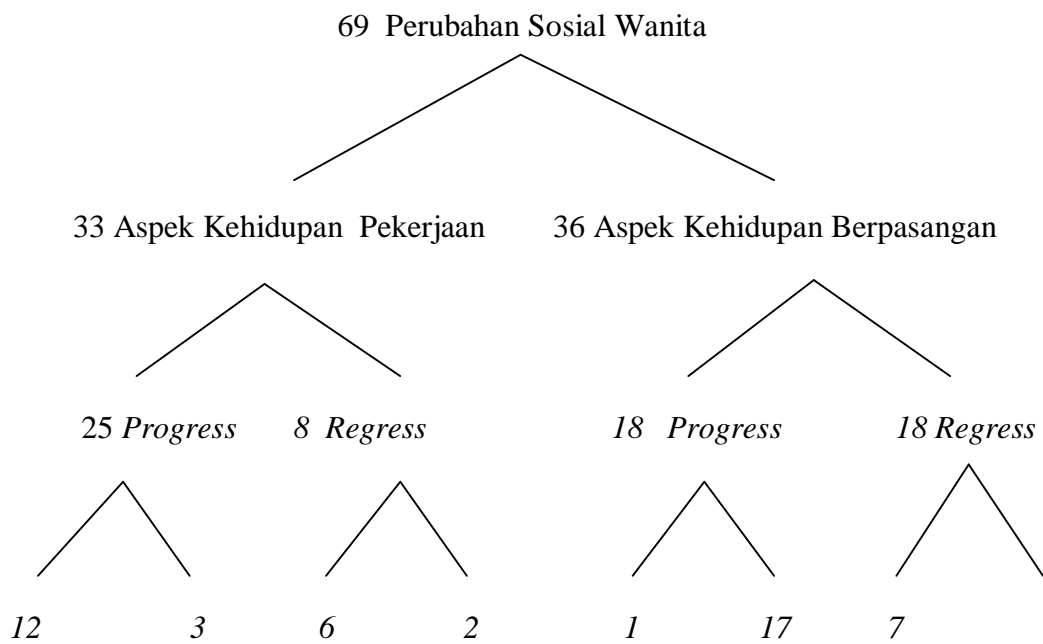 69 Perubahan Sosial Wanita
33 Aspek Kehidupan Pekerjaan 36 Aspek Kehidupan Berpasangan
25 Progress 8 Regress 18 Progress 18 Regress
12 3 6 2 1 17 7